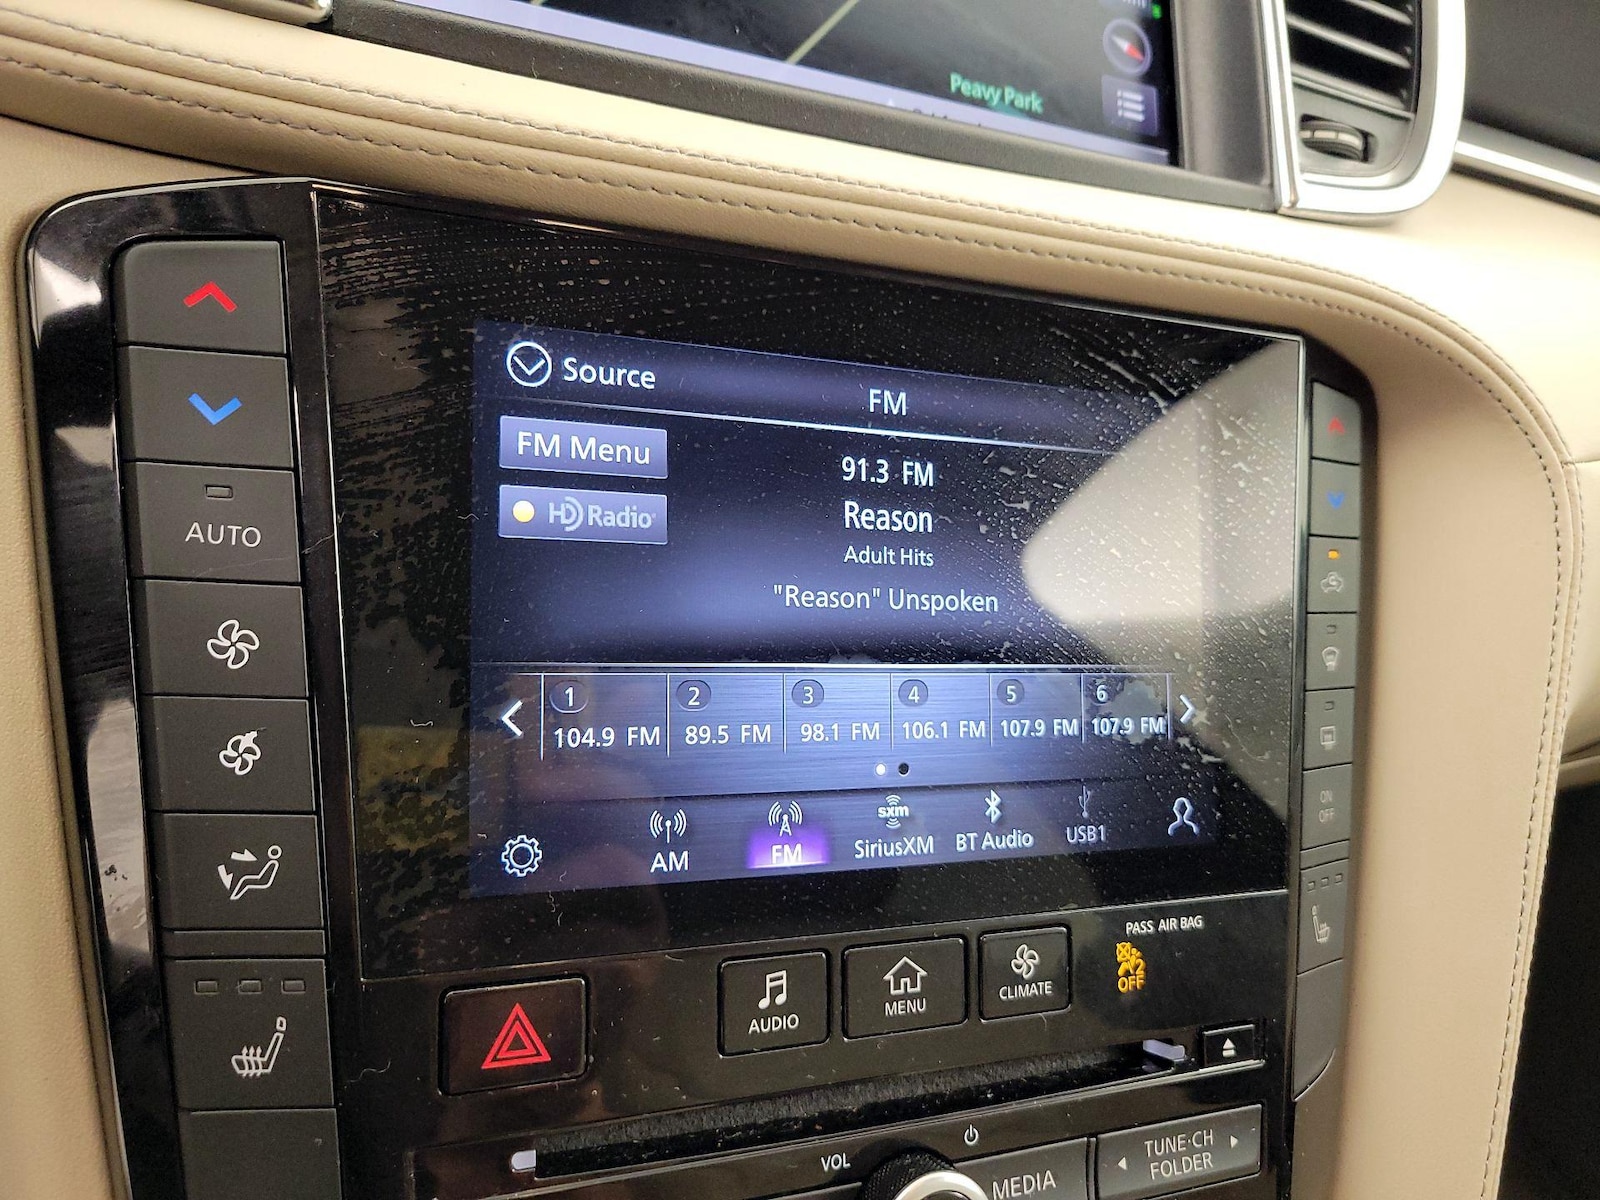 Peavy Park
Source
FM
FM Menu
HD Radio
91.3 FM
Reason
Adult Hits
"Reason" Unspoken
1 2 3 4 5 6
104.9 FM 89.5 FM 98.1 FM 106.1 FM 107.9 FM 107.9 FM
AM FM sxm SiriusXM BT Audio USB1
AUTO
ON
OFF
PASS AIR BAG
2
OFF
AUDIO
MENU
CLIMATE
VOL
MEDIA
TUNE·CH
FOLDER